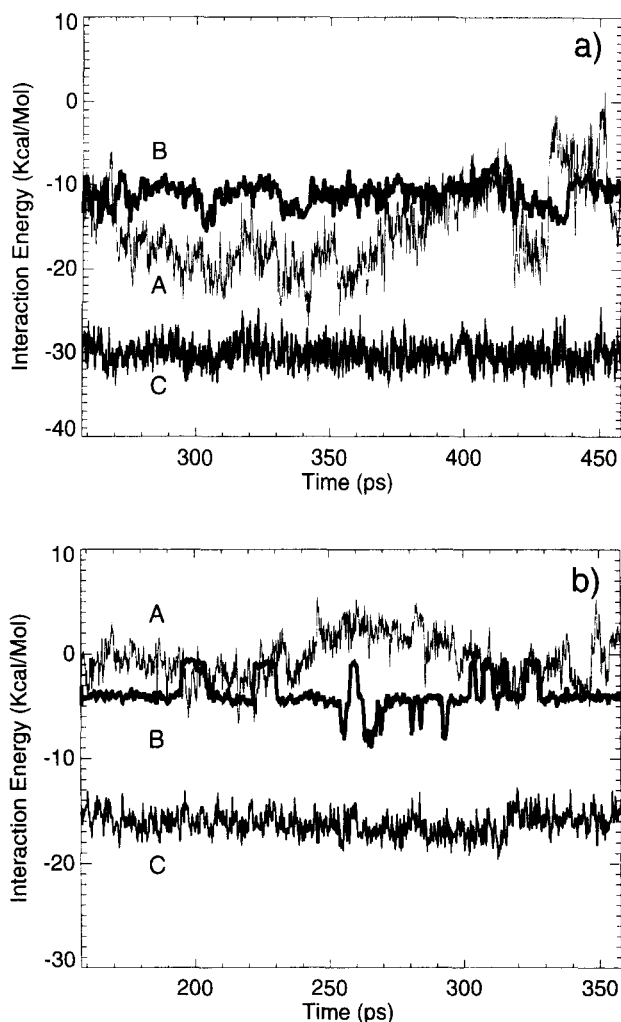 10
a)
0
B
-10
-20
A
-30
C
-40
Interaction Energy (Kcal/Mol)
300
350
400
450
Time (ps)
10
b)
A
0
B
-10
C
-20
-30
Interaction Energy (Kcal/Mol)
200
250
300
350
Time (ps)